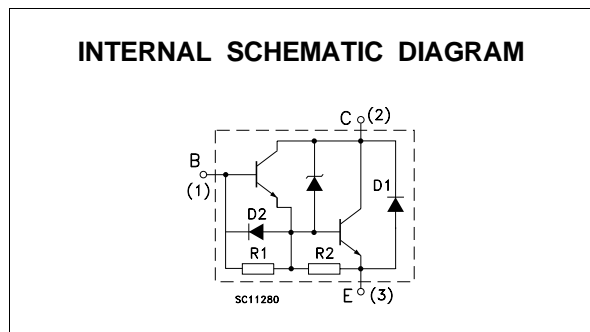 INTERNAL SCHEMATIC DIAGRAM
C (2)
B
(1)
D1
D2
R1 R2
SC11280
E (3)